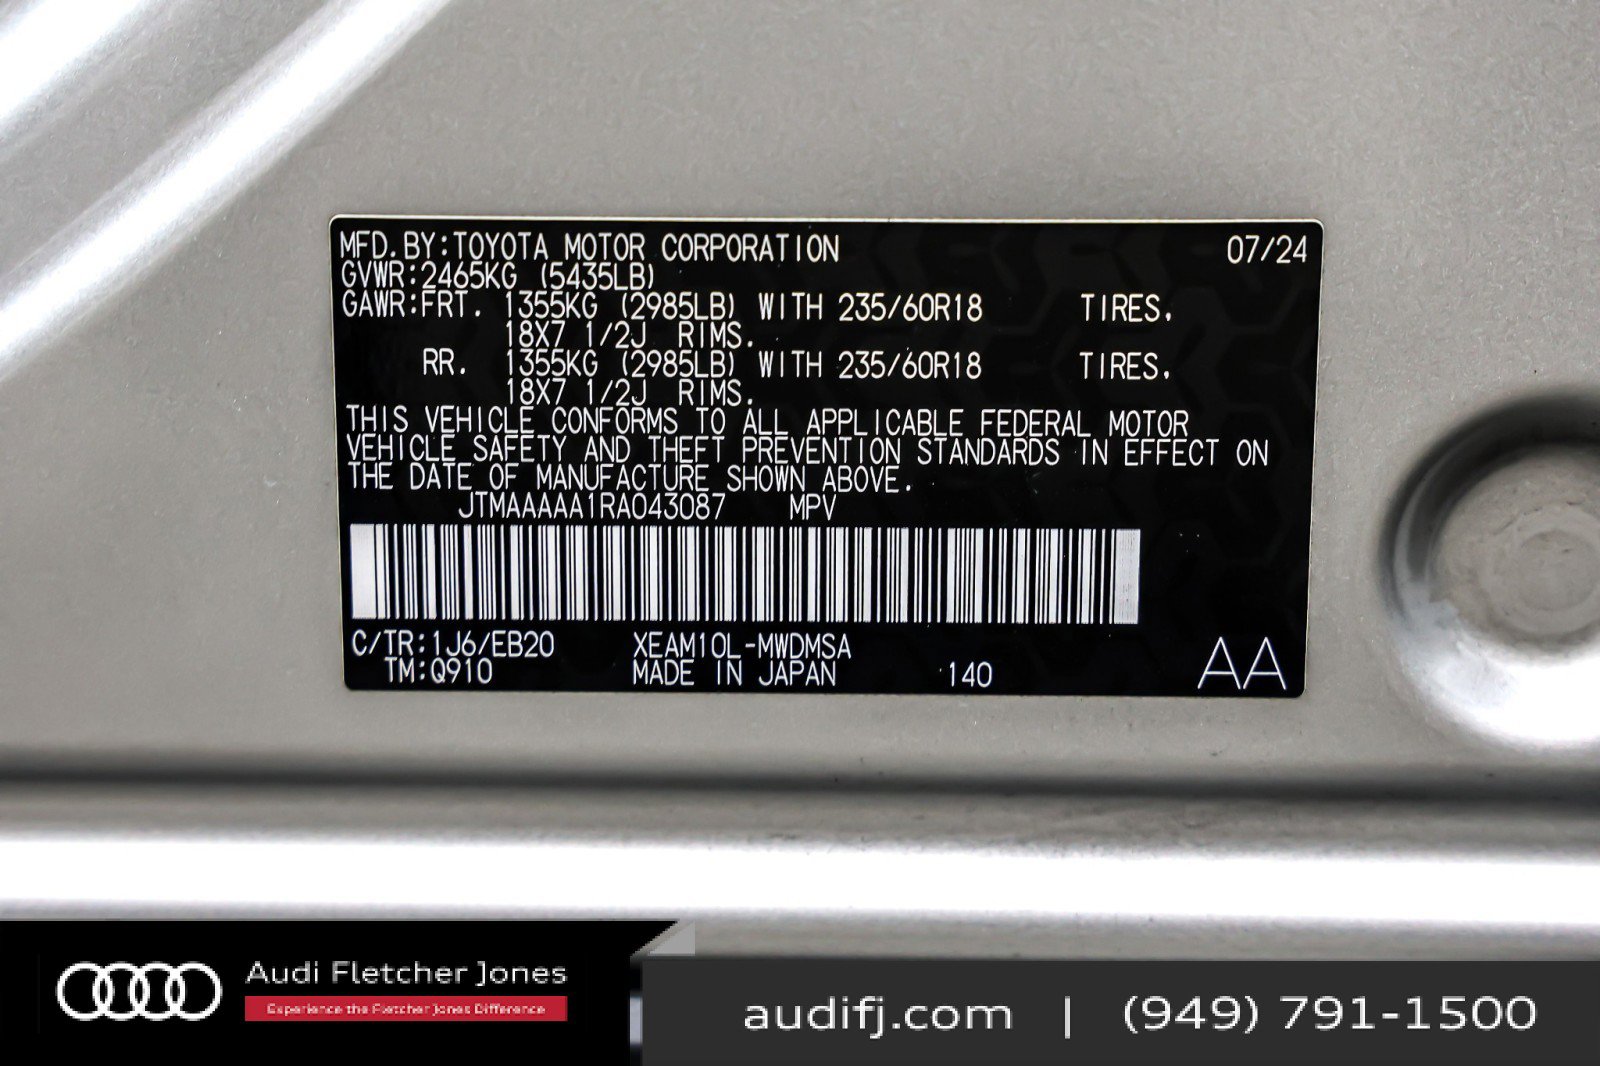 MFD.BY:TOYOTA MOTOR CORPORATION 07/24
GVWR:2465KG (5435LB)
GAWR:FRT. 1355KG (2985LB) WITH 235/60R18 TIRES,
18X7 1/2J RIMS.
RR. 1355KG (2985LB) WITH 235/60R18 TIRES,
18X7 1/2J RIMS.
THIS VEHICLE CONFORMS TO ALL APPLICABLE FEDERAL MOTOR
VEHICLE SAFETY AND THEFT PREVENTION STANDARDS IN EFFECT ON
THE DATE OF MANUFACTURE SHOWN ABOVE.
JTMAAAAA1RA043087 MPV
C/TR:1J6/EB20 XEAM10L-MWDMSA
TM:Q910 MADE IN JAPAN 140 AA
Audi Fletcher Jones
Experience the Fletcher Jones Difference
audifj.com | (949) 791-1500